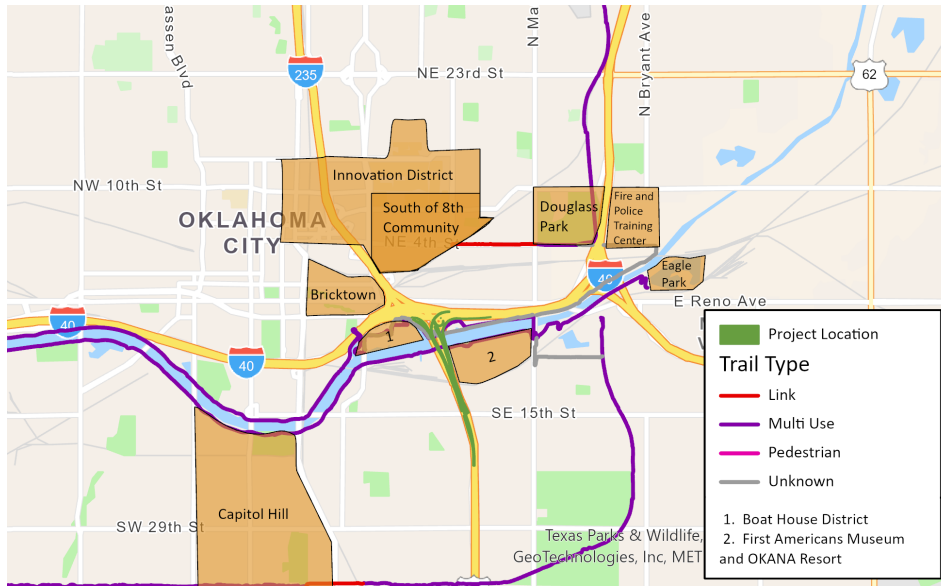 assen Blvd
N Ma
N Bryant Ave
235
NE 23rd St
62
Innovation District
NW 10th St
South of 8th
Community
Douglass
Park
Fire and
Police
Training
Center
OKLAHOMA
CITY
NE 4th St
Eagle
Park
40
Bricktown
E Reno Ave
40
1
2
40
SE 15th St
Capitol Hill
SW 29th St
Texas Parks & Wildlife,
GeoTechnologies, Inc, MET
Project Location
Trail Type
Link
Multi Use
Pedestrian
Unknown
1. Boat House District
2. First Americans Museum
and OKANA Resort